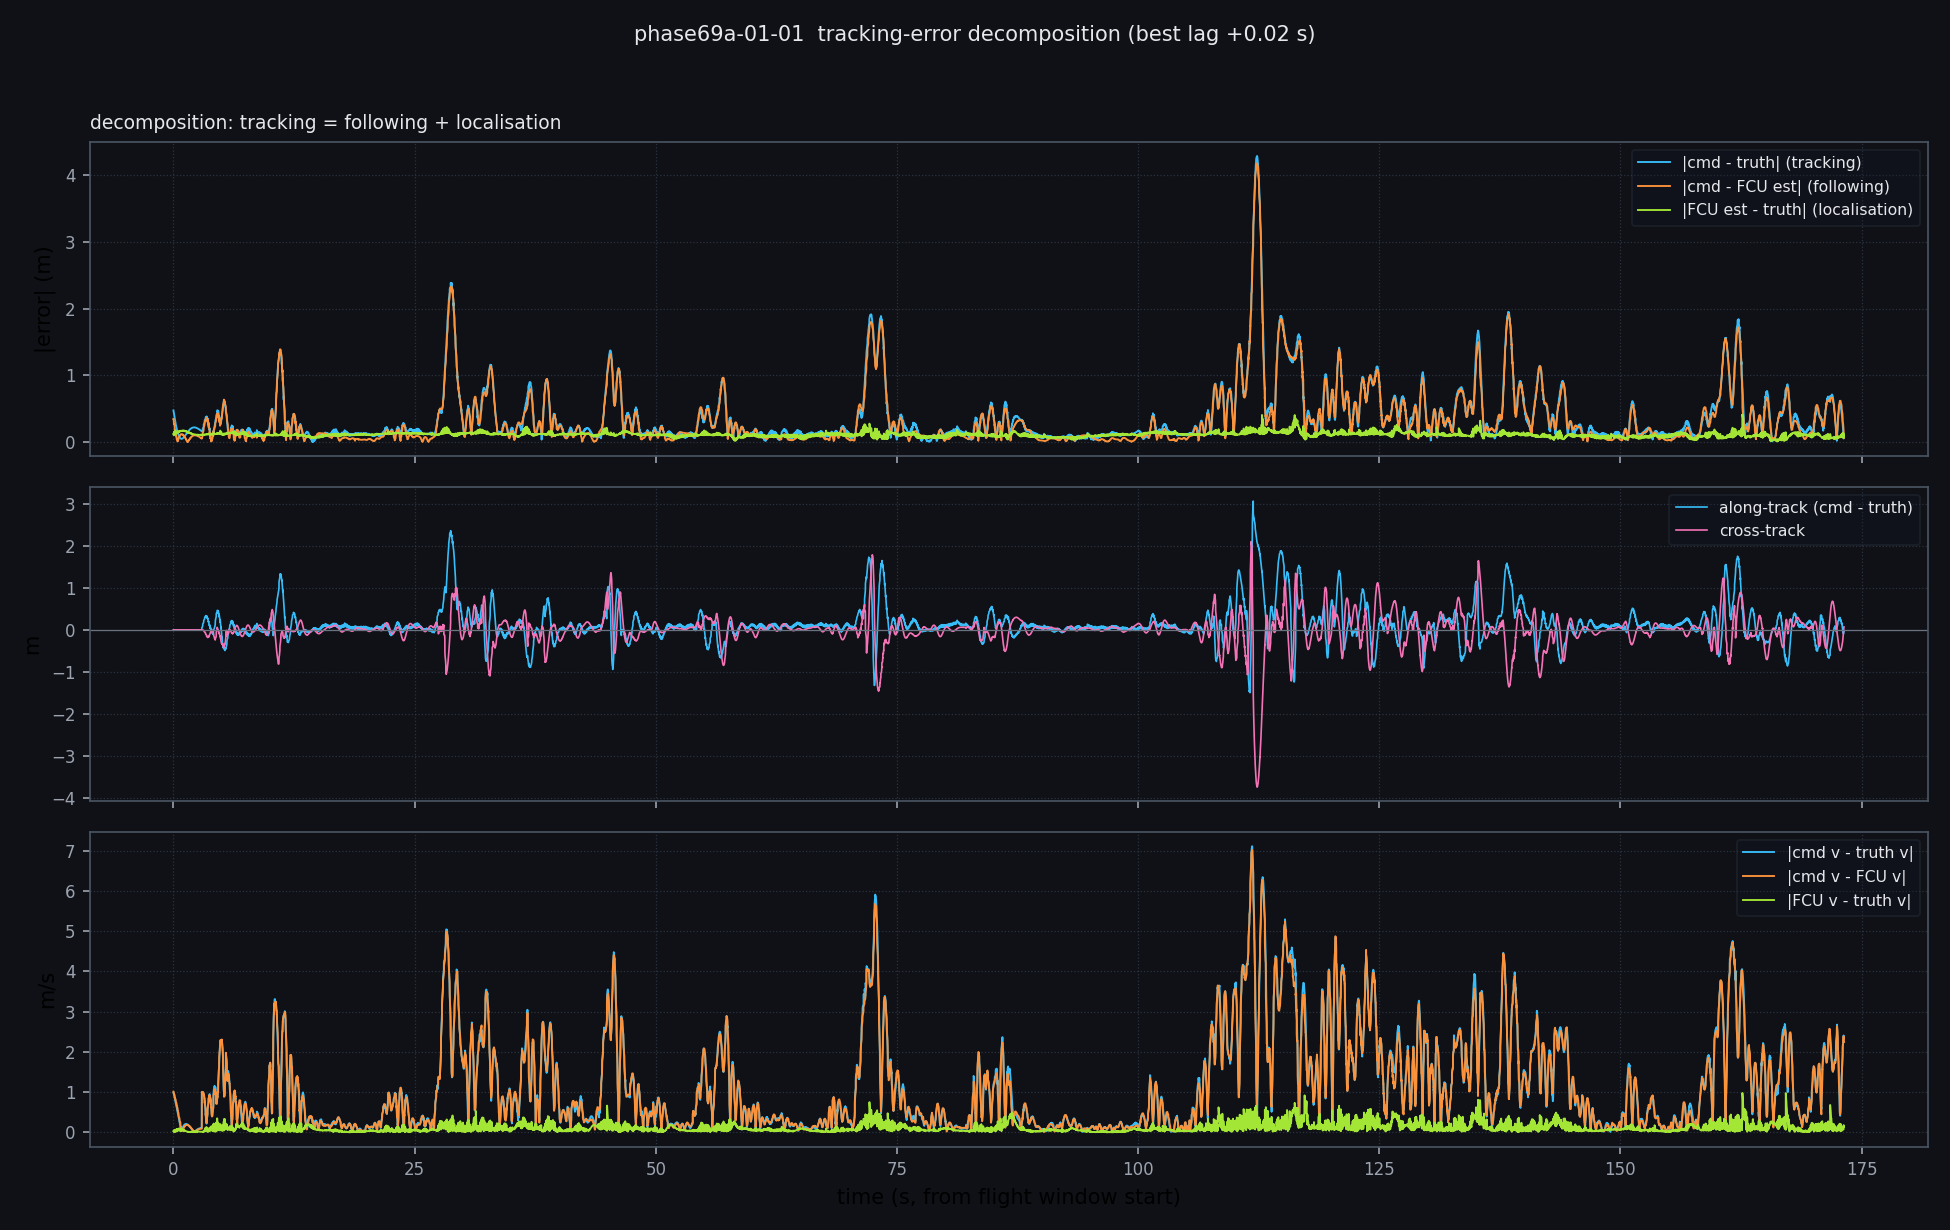 phase69a-01-01  tracking-error decomposition (best lag +0.02 s)
decomposition: tracking = following + localisation
|error| (m)
4
3
2
1
0
|cmd - truth| (tracking)
|cmd - FCU est| (following)
|FCU est - truth| (localisation)
m
3
2
1
0
−1
−2
−3
−4
along-track (cmd - truth)
cross-track
m/s
7
6
5
4
3
2
1
0
|cmd v - truth v|
|cmd v - FCU v|
|FCU v - truth v|
0
25
50
75
100
125
150
175
time (s, from flight window start)